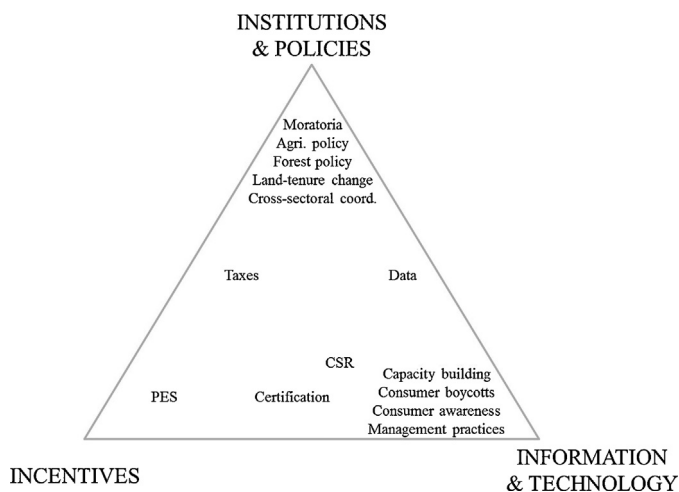 INSTITUTIONS
& POLICIES
Moratoria
Agri. policy
Forest policy
Land-tenure change
Cross-sectoral coord.
Taxes
Data
CSR
PES
Certification
Capacity building
Consumer boycotts
Consumer awareness
Management practices
INCENTIVES
INFORMATION
& TECHNOLOGY